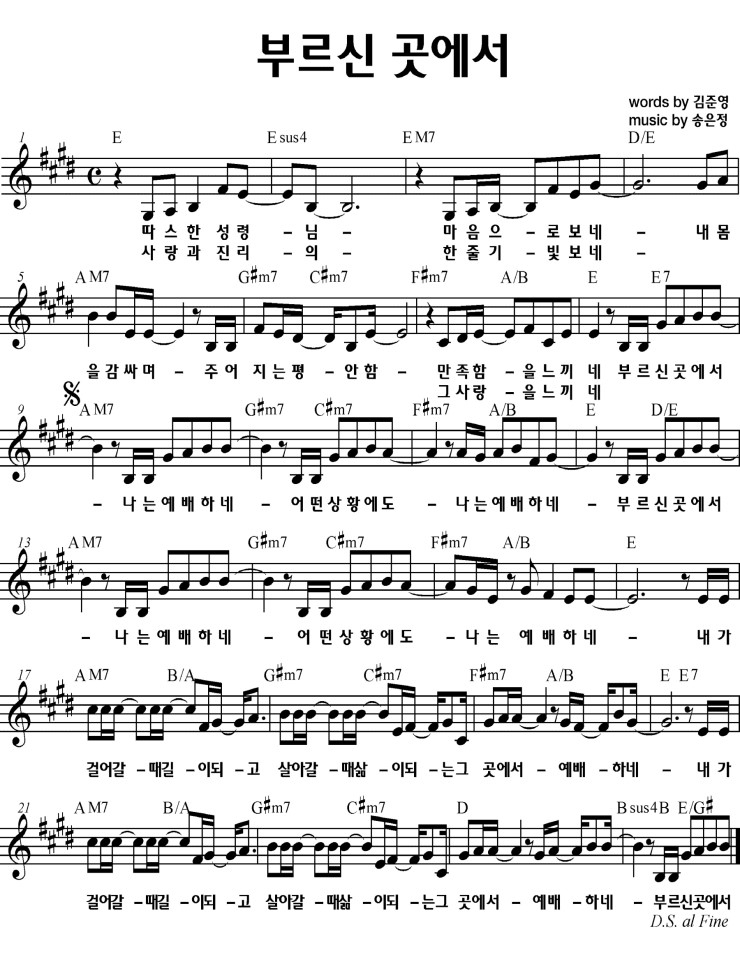 부르신 곳에서
words by 김준영
music by 송은정
1 E E sus4 E M7 D/E
따 스 한 성 령 - 님 - 마 음 으 - 로 보 네 - 내 몸
사 랑 과 진 리 - 의 - 한 줄 기 - 빛 보 네 -
5 A M7 G#m7 C#m7 F#m7 A/B E E 7
을 감 싸 며 - 주 어 지 는 평 - 안 함 - 만 족 함 - 을 느 끼 네 부 르 신 곳 에 서
그 사 랑 - 을 느 끼 네
9 A M7 G#m7 C#m7 F#m7 A/B E D/E
- 나 는 예 배 하 네 - 어 떤 상 황 에 도 - 나 는 예 배 하 네 - 부 르 신 곳 에 서
13 A M7 G#m7 C#m7 F#m7 A/B E
- 나 는 예 배 하 네 - 어 떤 상 황 에 도 - 나 는 예 배 하 네 - 내 가
17 A M7 B/A G#m7 C#m7 F#m7 A/B E E 7
걸어갈 -때길 -이되 -고 살아갈 -때삶 -이되 -는그 곳에서 -예배 -하네 - 내 가
21 A M7 B/A G#m7 C#m7 D B sus4 B E/G#
걸어갈 -때길 -이되 -고 살아갈 -때삶 -이되 -는그 곳에서 -예배 -하네 - 부르신곳에서
D.S. al Fine